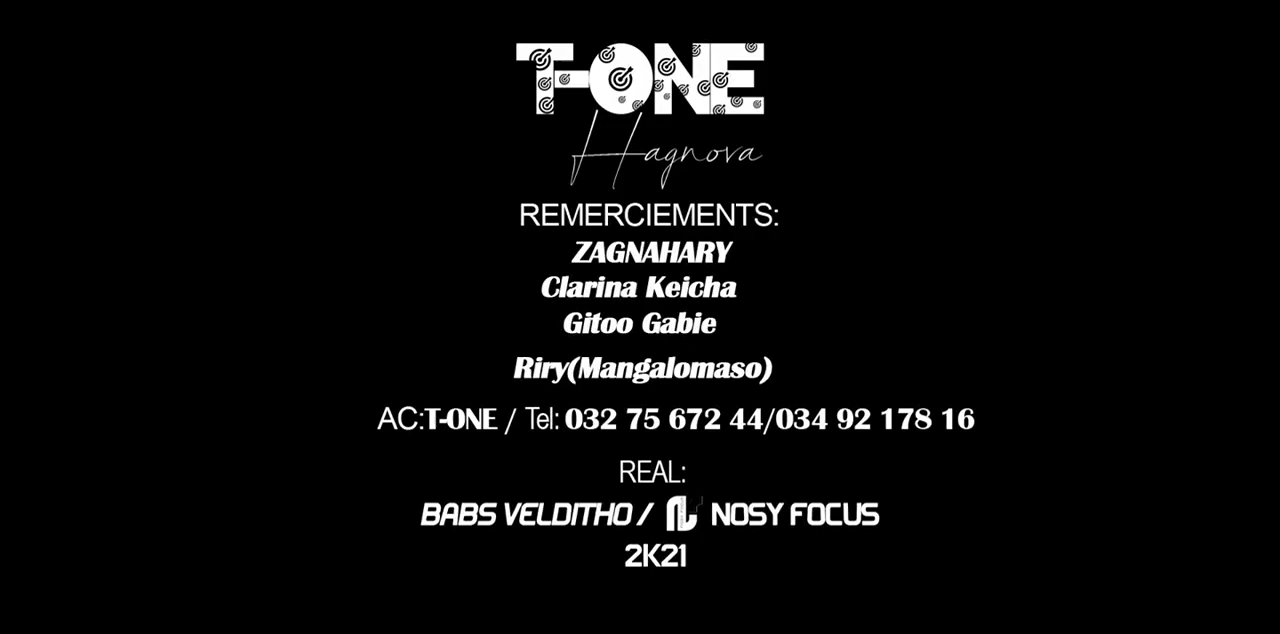 T-ONE
Hagnova
REMERCIEMENTS:
ZAGNAHARY
Clarina Keicha
Gitoo Gabie
Riry(Mangalomaso)
AC:T-ONE / Tel: 032 75 672 44/034 92 178 16
REAL:
BABS VELDITHO / NOSY FOCUS
2K21